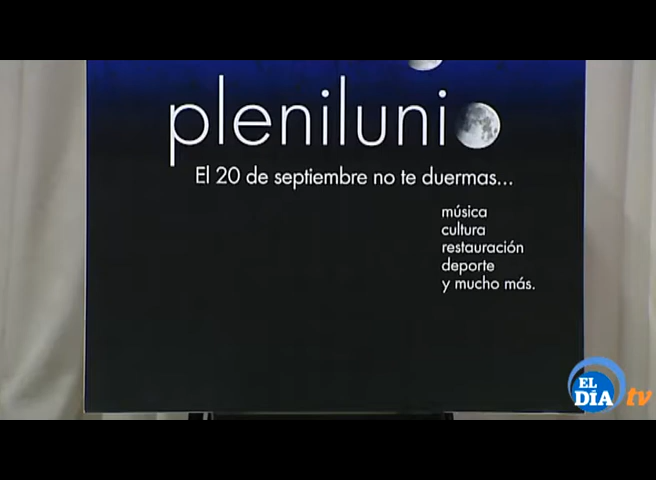 plenilunio
El 20 de septiembre no te duermas...
música
cultura
restauración
deporte
y mucho más.
EL
DÍA tv